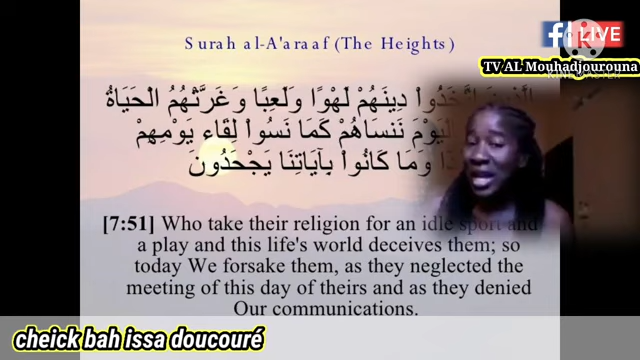 Surah al-A'araaf (The Heights)
f LIVE
K
TV AL Mouhadjourouna
KINEMASTER
دِينَهُمْ لَهْوًا وَلَعِبًا وَغَرَّتْهُمُ الْحَيَاةُ
نَنسَاهُمْ كَمَا نَسُواْ لِقَاء يَوْمِهِمْ
وَمَا كَانُواْ بِآيَاتِنَا يَجْحَدُونَ
[7:51] Who take their religion for an idle sport and
a play and this life's world deceives them; so
today We forsake them, as they neglected the
meeting of this day of theirs and as they denied
Our communications.
cheick bah issa doucouré